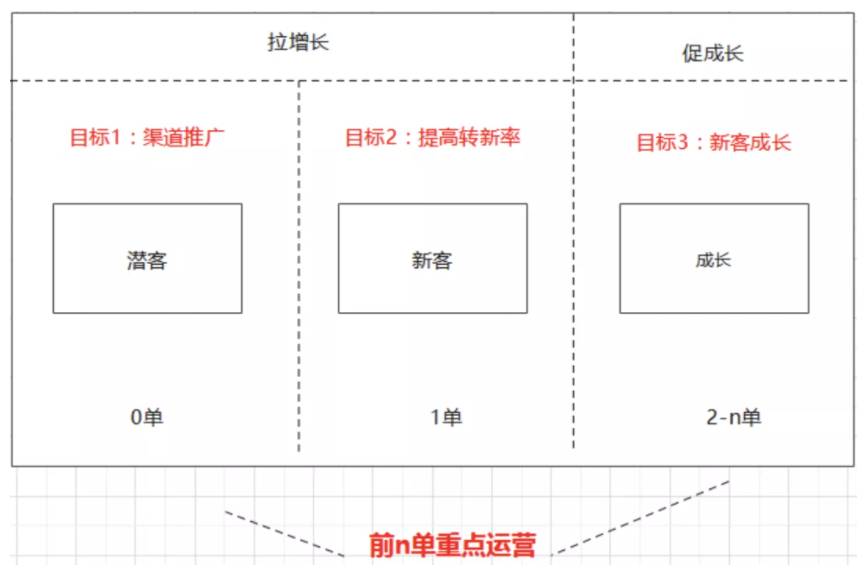 拉增长
促成长
目标1：渠道推广
目标2：提高转新率
目标3：新客成长
潜客
新客
成长
0单
1单
2-n单
前n单重点运营